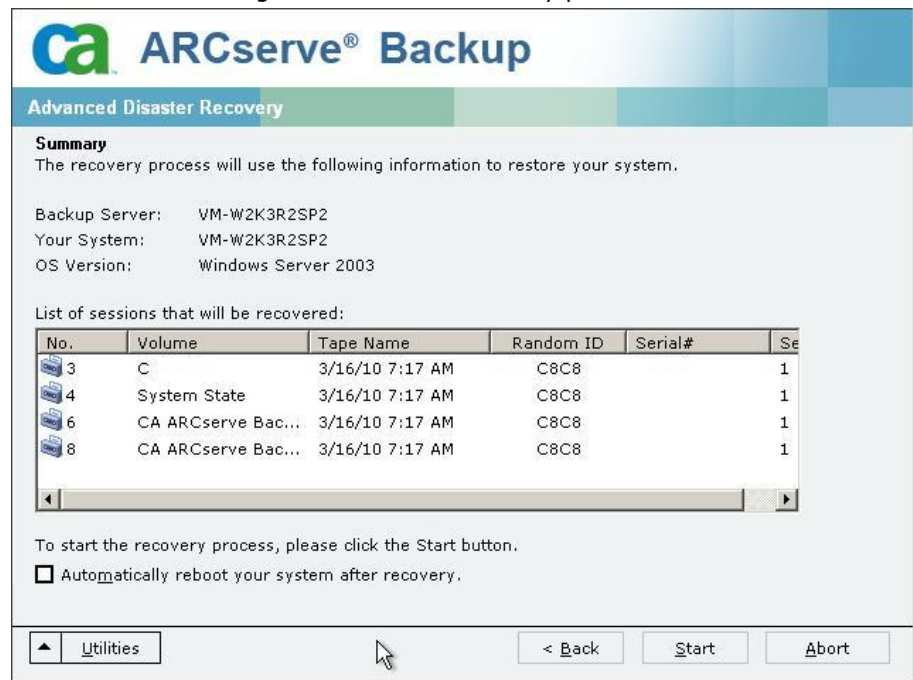 ca ARCserve® Backup
Advanced Disaster Recovery
Summary
The recovery process will use the following information to restore your system.
Backup Server: VM-W2K3R2SP2
Your System: VM-W2K3R2SP2
OS Version: Windows Server 2003
List of sessions that will be recovered:
No. Volume Tape Name Random ID Serial# Se
3 C 3/16/10 7:17 AM C8C8 1
4 System State 3/16/10 7:17 AM C8C8 1
6 CA ARCserve Bac... 3/16/10 7:17 AM C8C8 1
8 CA ARCserve Bac... 3/16/10 7:17 AM C8C8 1
To start the recovery process, please click the Start button.
Automatically reboot your system after recovery.
Utilities < Back Start Abort